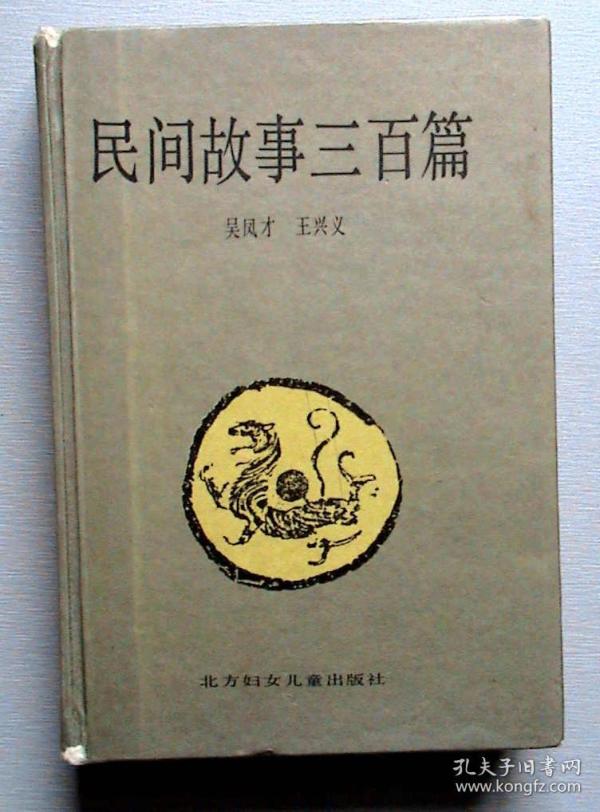 民间故事三百篇
吴凤才 王兴义
北方妇女儿童出版社
孔夫子旧书网
www.kongfz.com